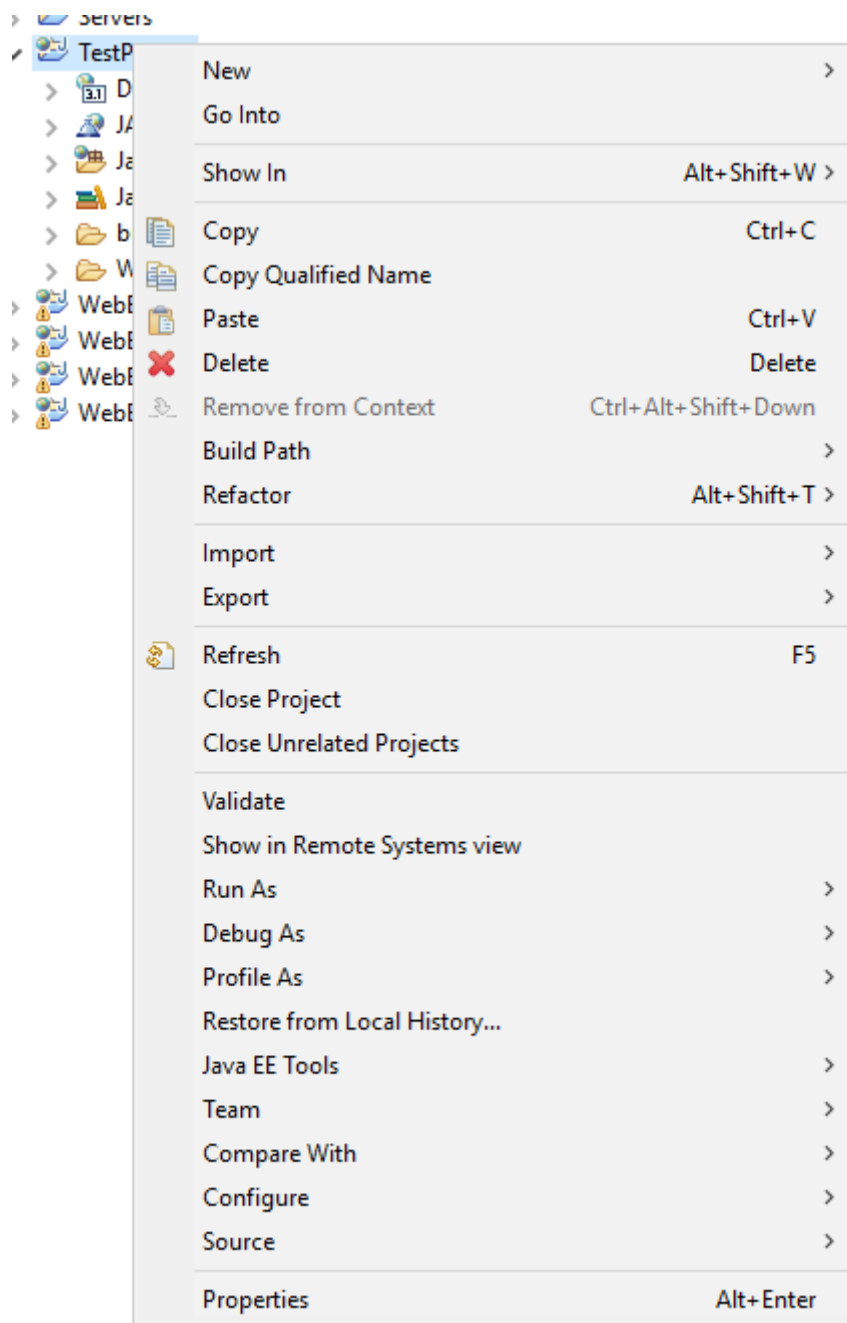 Servers
TestP
New
3.1 D
Go Into
JA
Ja
Show In Alt+Shift+W
Ja
b Copy Ctrl+C
W Copy Qualified Name
WebE
Paste Ctrl+V
WebE
Delete Delete
WebE
WebE Remove from Context Ctrl+Alt+Shift+Down
Build Path
Refactor Alt+Shift+T
Import
Export
Refresh F5
Close Project
Close Unrelated Projects
Validate
Show in Remote Systems view
Run As
Debug As
Profile As
Restore from Local History...
Java EE Tools
Team
Compare With
Configure
Source
Properties Alt+Enter